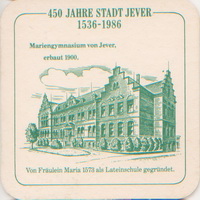 450 JAHRE STADT JEVER
1536-1986
Mariengymnasium von Jever,
erbaut 1900.
Von Fräulein Maria 1573 als Lateinschule gegründet.